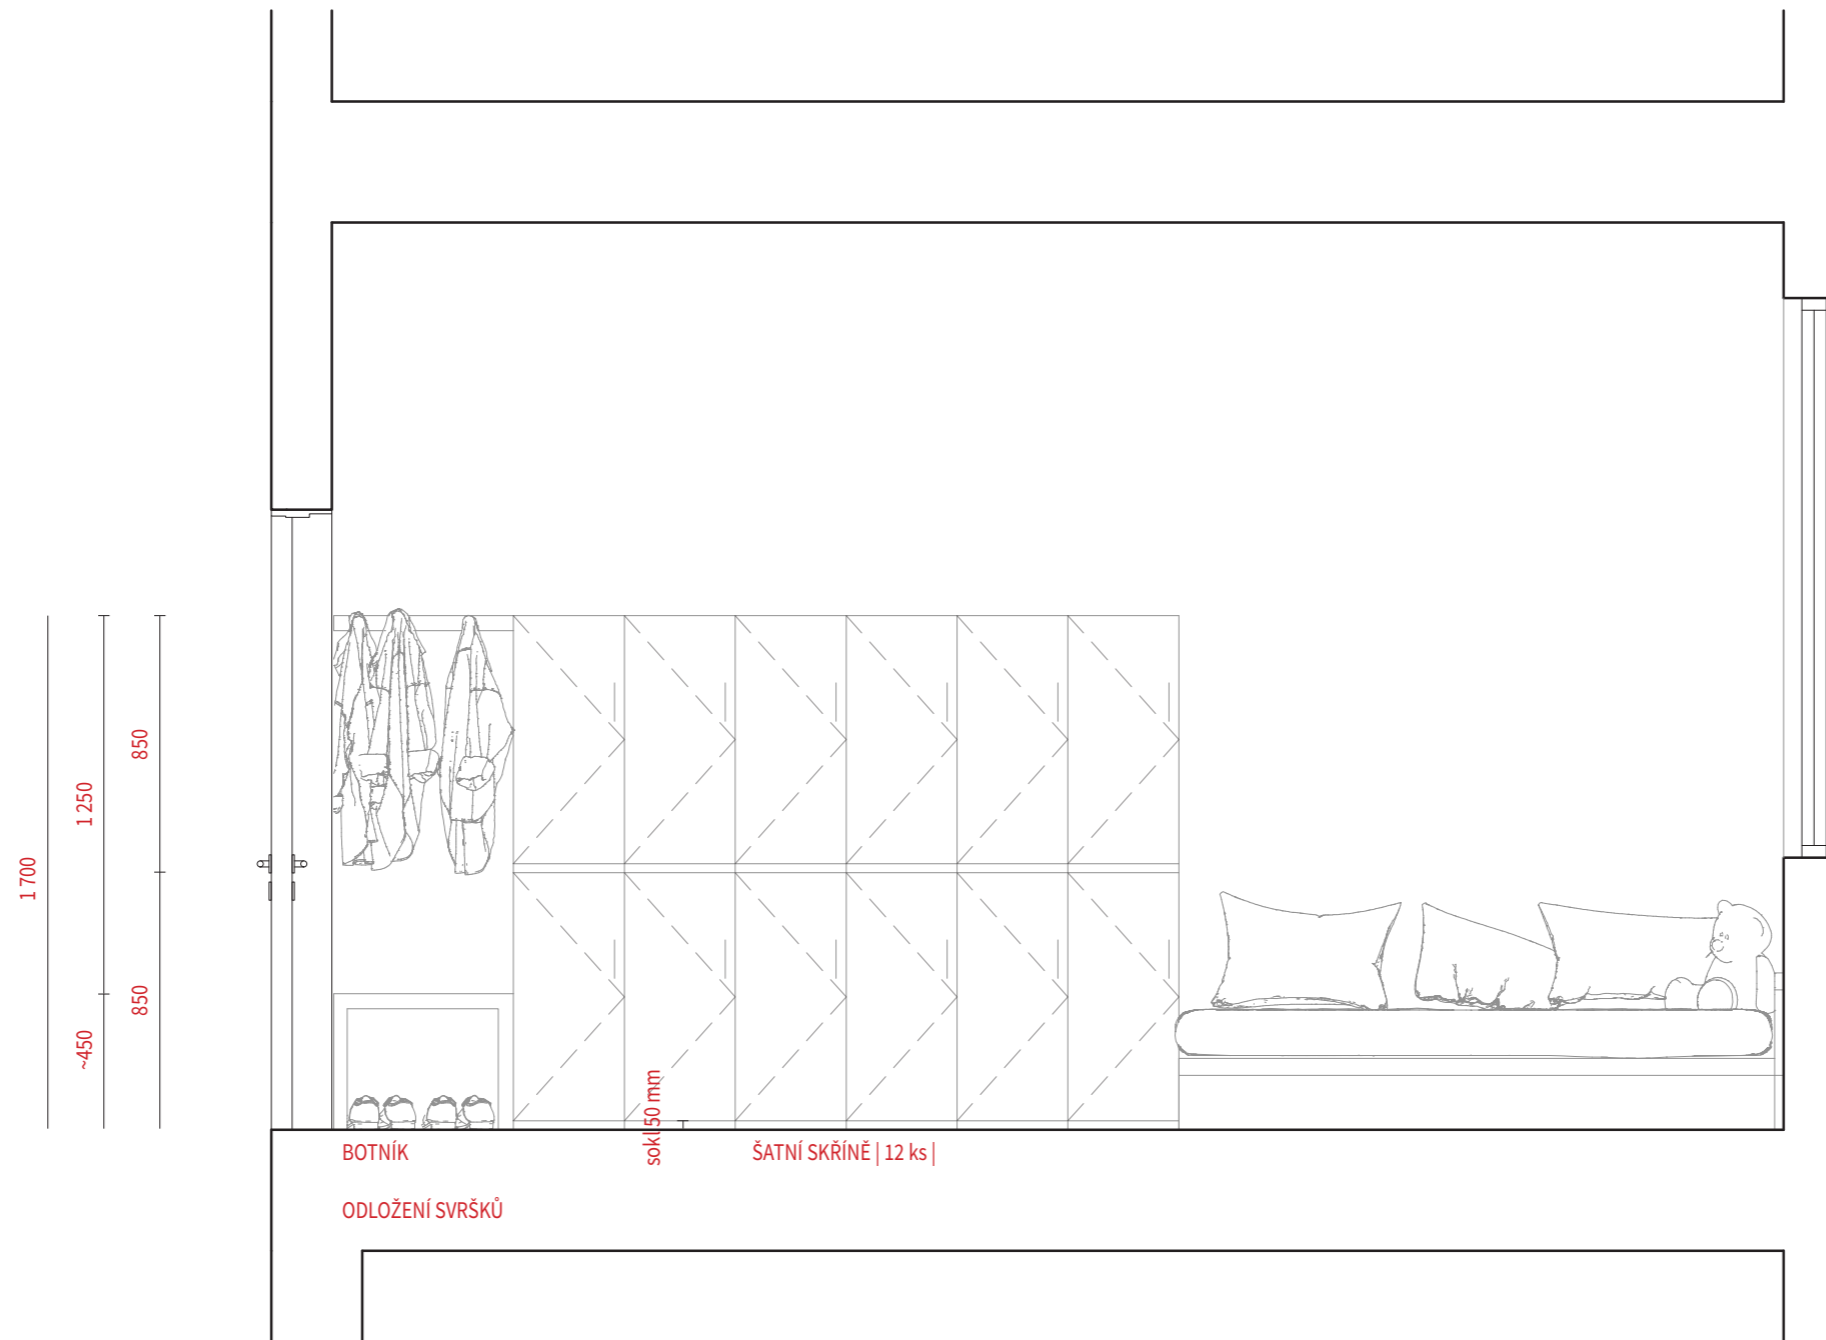 850
1 250
1 700
850
~450
sokl 50 mm
BOTNÍK
ŠATNÍ SKŘÍNĚ | 12 ks |
ODLOŽENÍ SVRŠKŮ